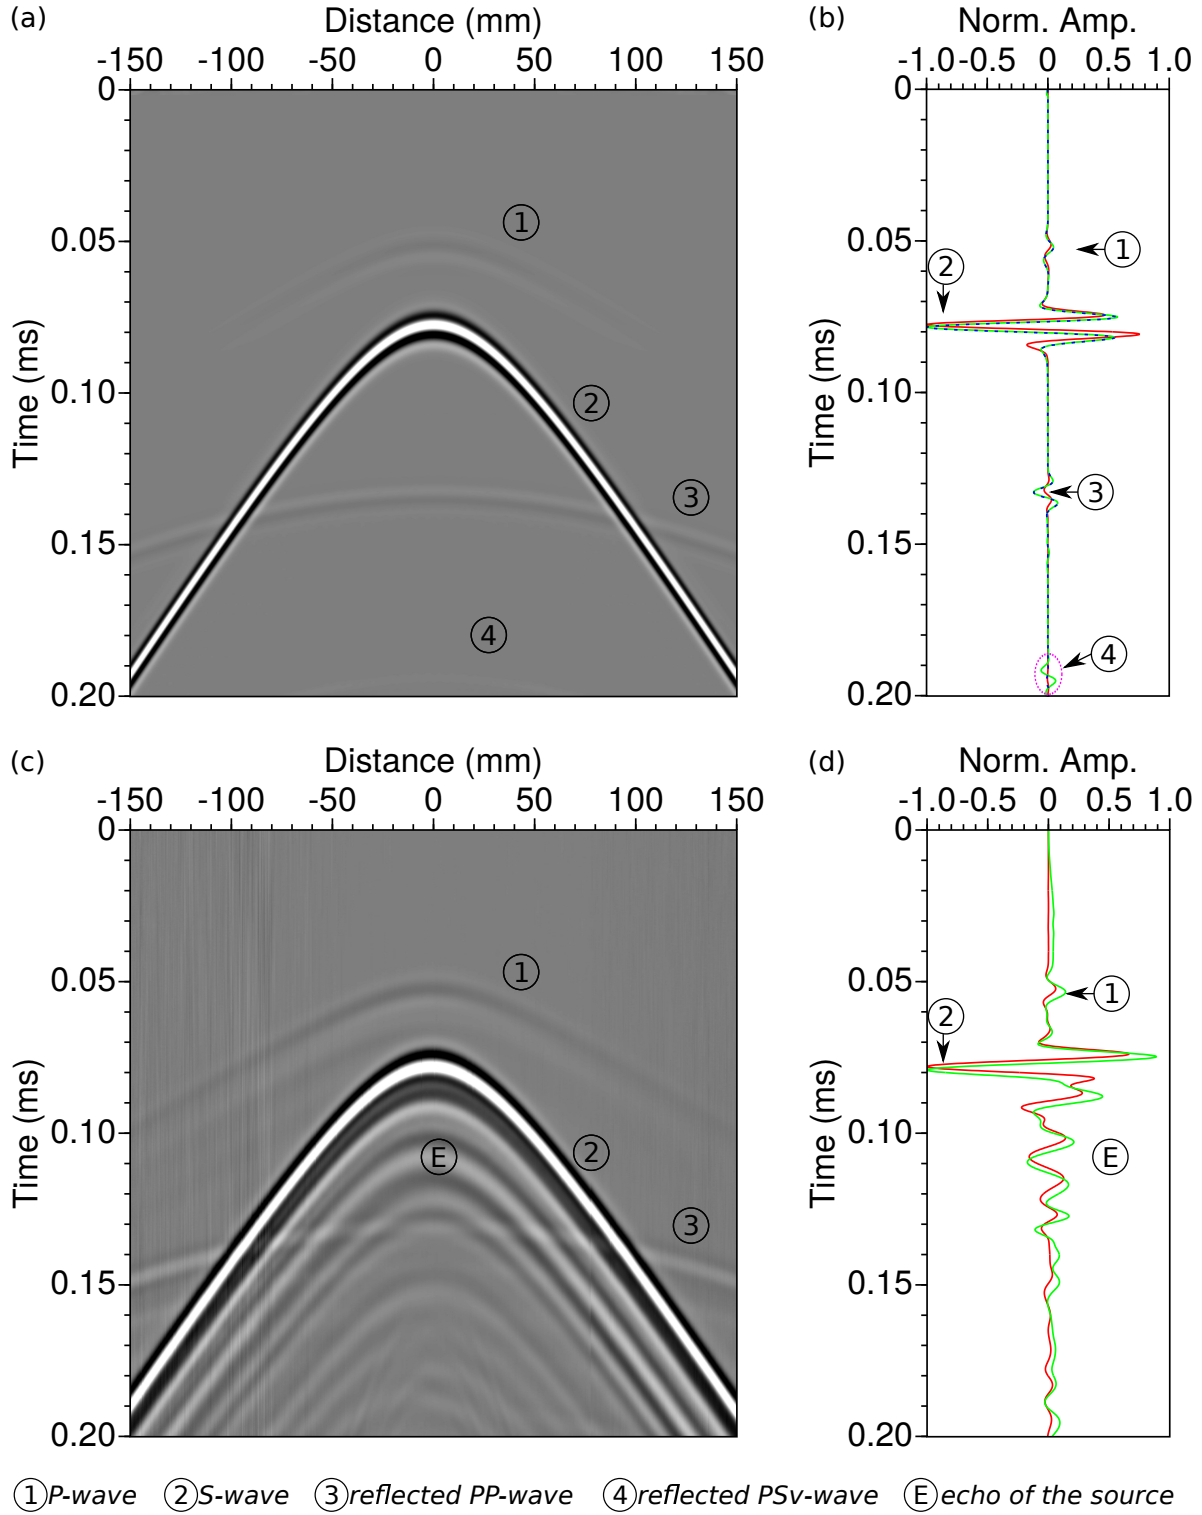 (a) Distance (mm)
-150 -100 -50 0 50 100 150
0
0.05
0.10
0.15
0.20
Time (ms)
1
2
3
4
(b) Norm. Amp.
-1.0 -0.5 0 0.5 1.0
0
0.05
0.10
0.15
0.20
Time (ms)
1
2
3
4
(c) Distance (mm)
-150 -100 -50 0 50 100 150
0
0.05
0.10
0.15
0.20
Time (ms)
1
E
2
3
(d) Norm. Amp.
-1.0 -0.5 0 0.5 1.0
0
0.05
0.10
0.15
0.20
Time (ms)
1
2
E
1 P-wave 2 S-wave 3 reflected PP-wave 4 reflected PSv-wave E echo of the source